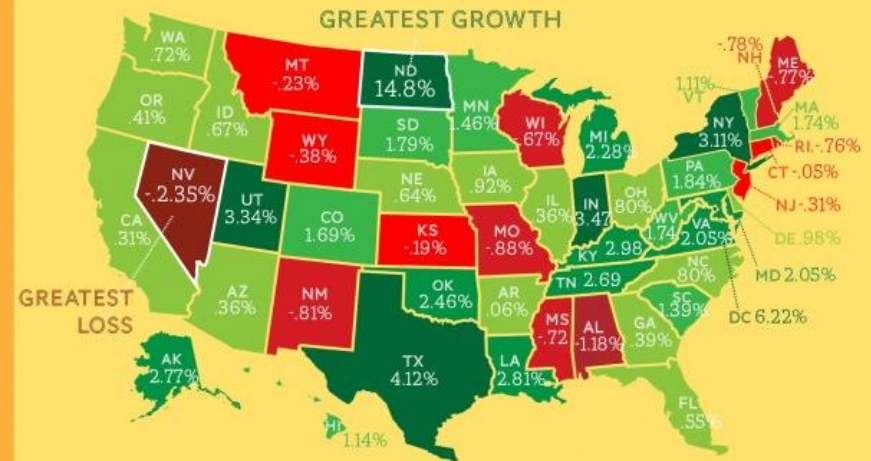 GREATEST GROWTH
WA
.72%
MT
-.23%
ND
14.8%
MN
1.46%
-.78%
NH
ME
-.77%
1.11%
VT
MA
1.74%
OR
.41%
ID
.67%
WY
-.38%
SD
1.79%
WI
-.67%
MI
2.28%
NY
3.11%
RI -.76%
CT -.05%
NJ -.31%
PA
1.84%
NV
-.2.35%
UT
3.34%
NE
.64%
IA
.92%
IL
.36%
IN
3.47
OH
.80%
WV
1.74
VA
2.05%
DE .98%
CA
.31%
CO
1.69%
KS
-.19%
MO
-.88%
KY 2.98
MD 2.05%
GREATEST
LOSS
AZ
.36%
NM
-.81%
OK
2.46%
AR
.06%
TN 2.69
NC
.80%
SC
1.39%
DC 6.22%
AK
2.77%
TX
4.12%
LA
2.81%
MS
-.72
AL
-1.18%
GA
.39%
HI
1.14%
FL
.55%